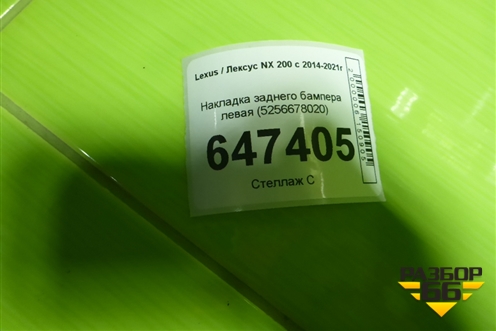 Lexus / Лексус NX 200 с 2014-2021г
Накладка заднего бампера
левая (5256678020)
647405
Стеллаж С
РАЗБОР
66